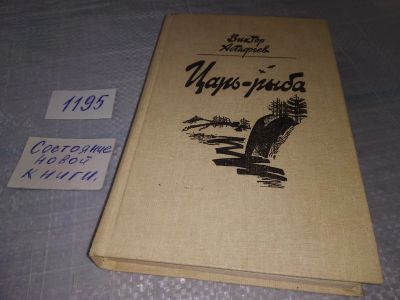 Виктор
Астафьев
Царь-рыба
1195
Состояние
новой
книги.